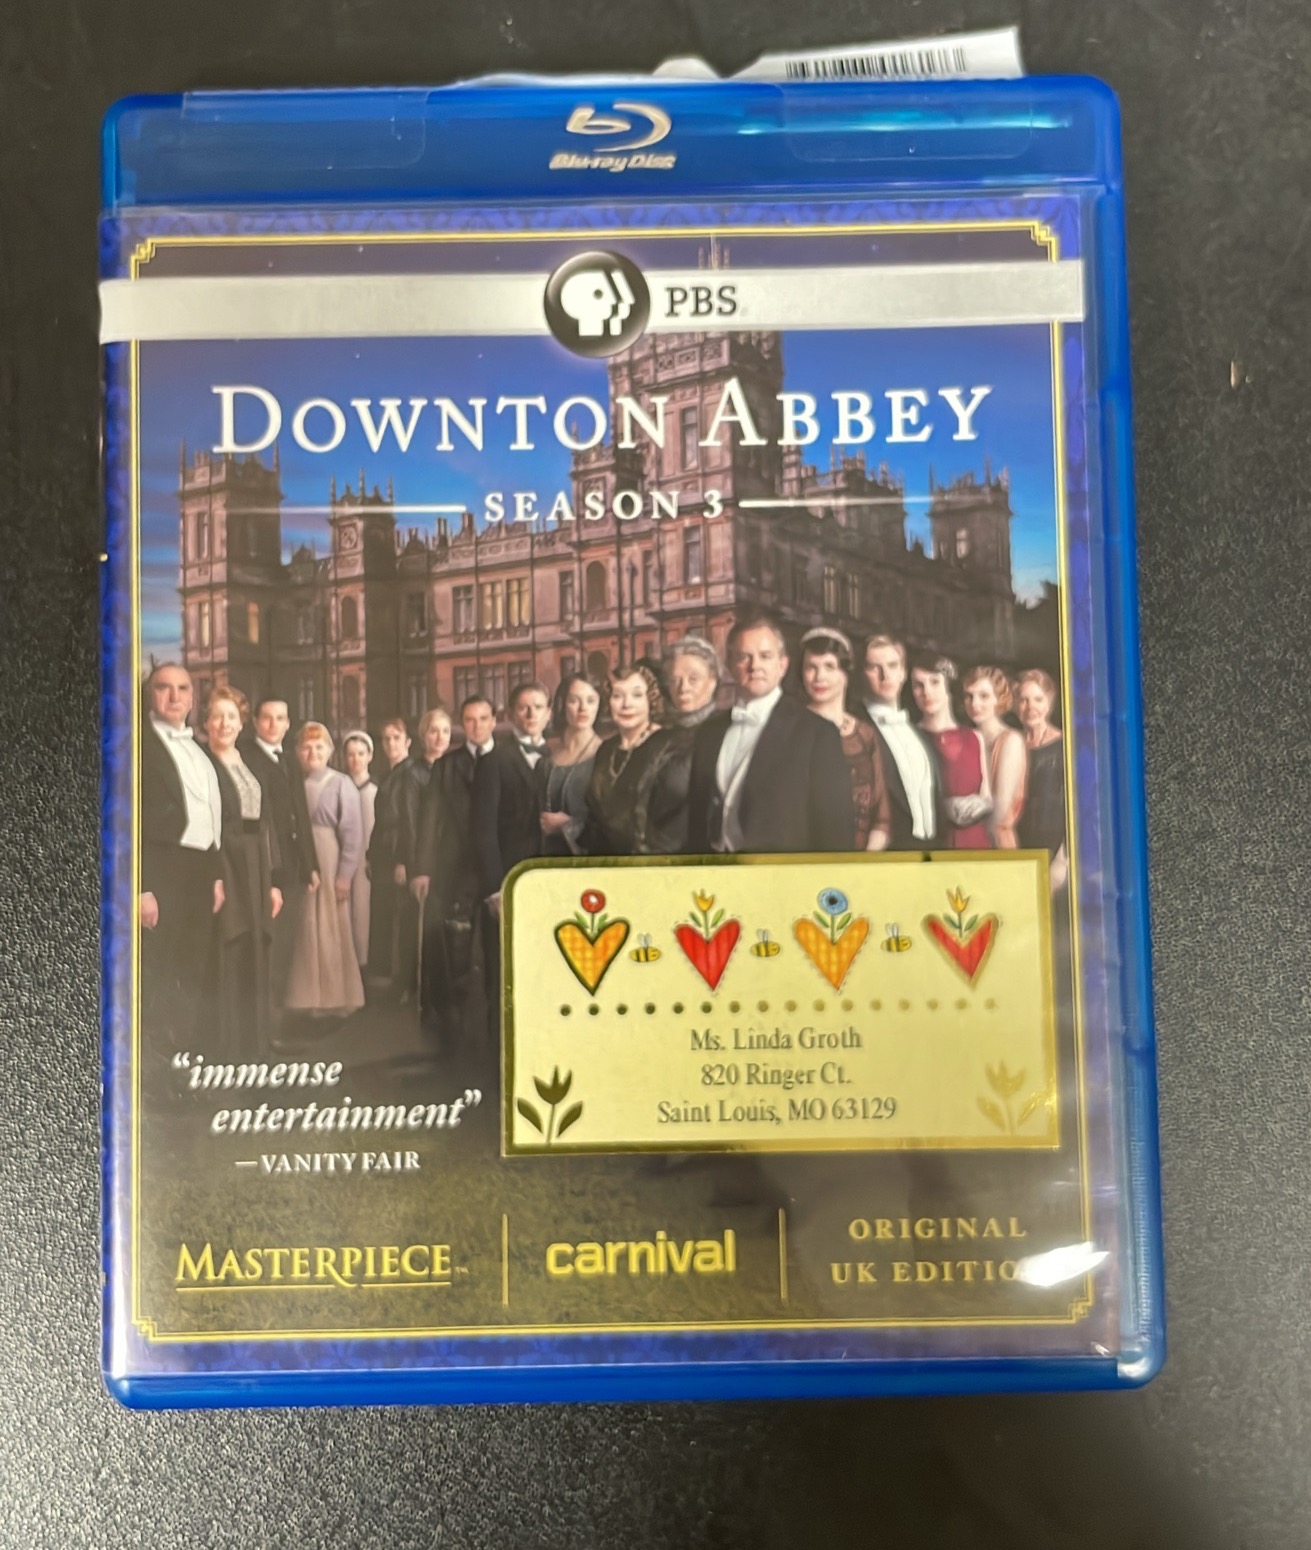 Blu-ray Disc
PBS
DOWNTON ABBEY
SEASON 3
Ms. Linda Groth
820 Ringer Ct.
Saint Louis, MO 63129
“immense
entertainment”
—VANITY FAIR
MASTERPIECE™
carnival
ORIGINAL
UK EDITIO